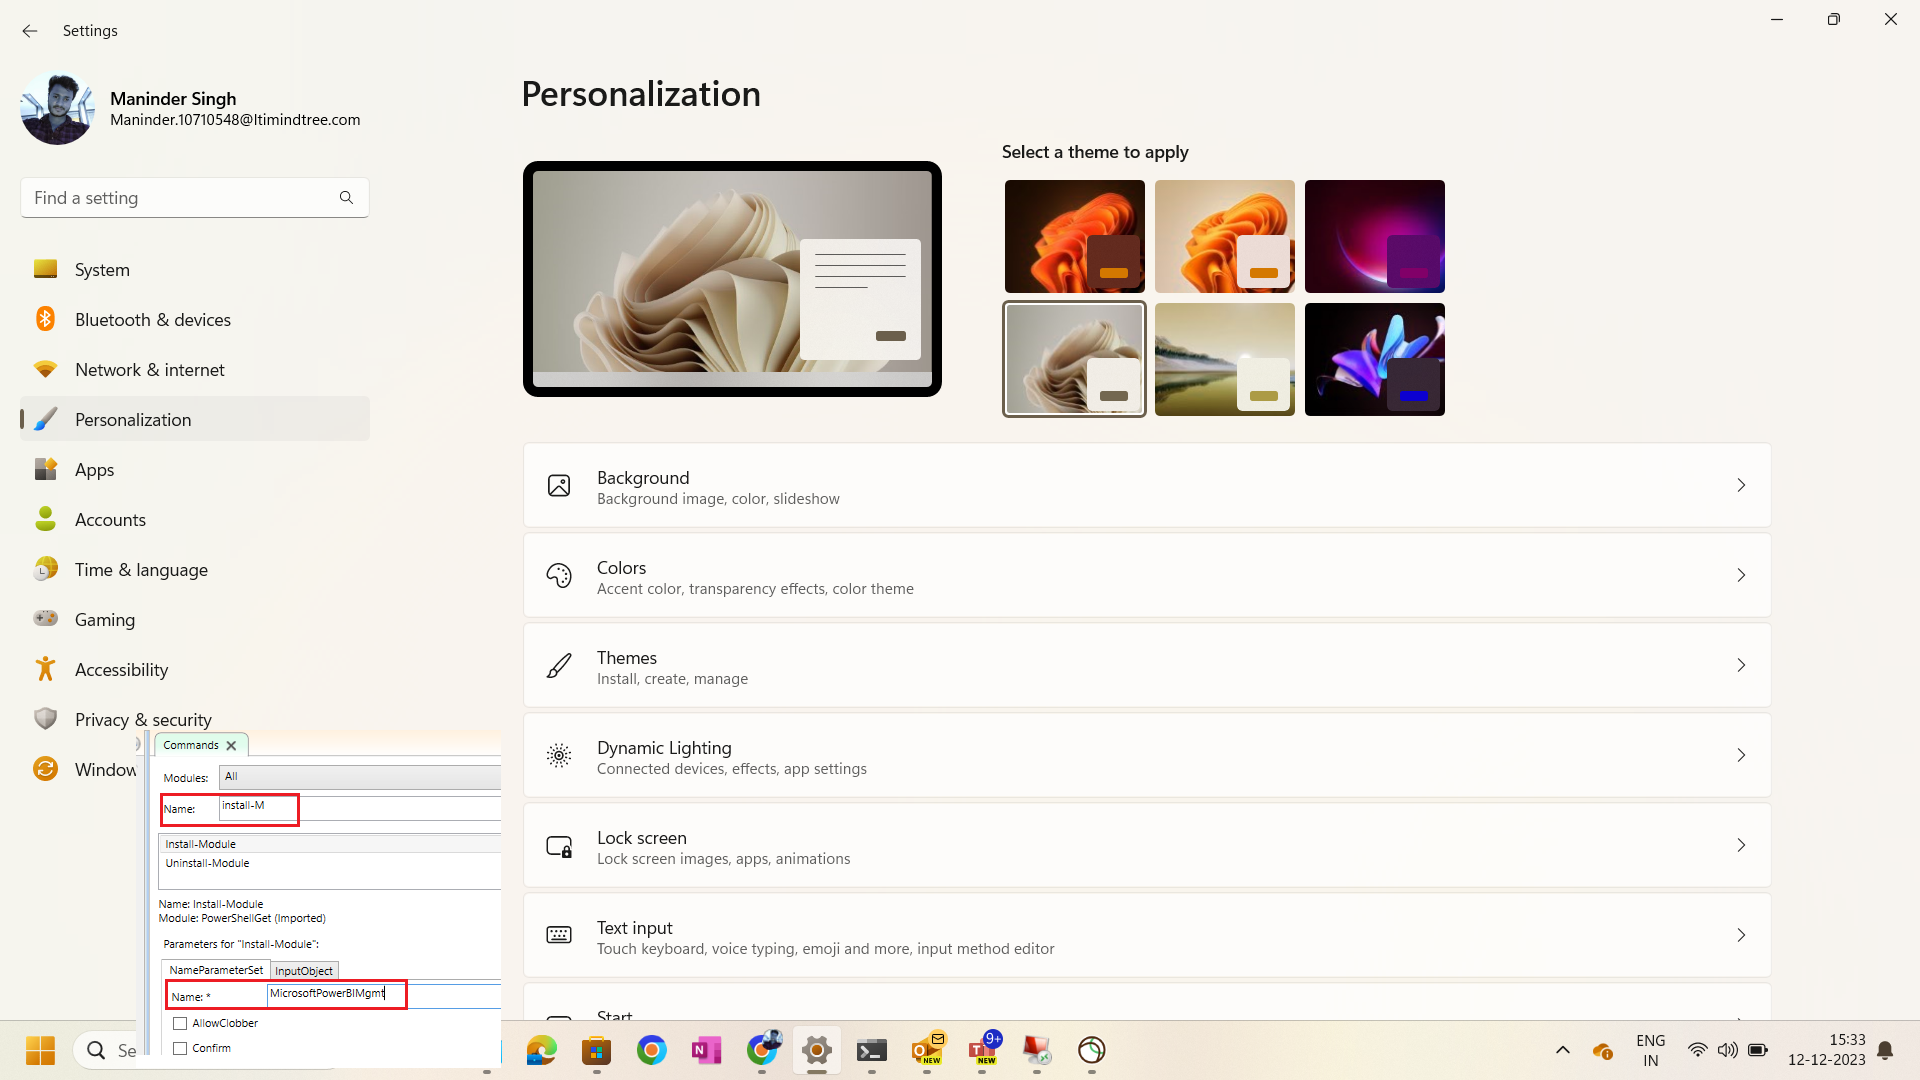 Settings
Maninder Singh
Maninder.10710548@ltimindtree.com
Find a setting
System
Bluetooth & devices
Network & internet
Personalization
Apps
Accounts
Time & language
Gaming
Accessibility
Privacy & security
Window
Personalization
Select a theme to apply
Background
Background image, color, slideshow
Colors
Accent color, transparency effects, color theme
Themes
Install, create, manage
Dynamic Lighting
Connected devices, effects, app settings
Lock screen
Lock screen images, apps, animations
Text input
Touch keyboard, voice typing, emoji and more, input method editor
Start
Commands
Modules: All
Name: install-M
Install-Module
Uninstall-Module
Name: Install-Module
Module: PowerShellGet (Imported)
Parameters for "Install-Module":
NameParameterSet InputObject
Name: * MicrosoftPowerBIMgmt
AllowClobber
Confirm
Se
N
NEW
9+
T
NEW
ENG
IN
15:33
12-12-2023